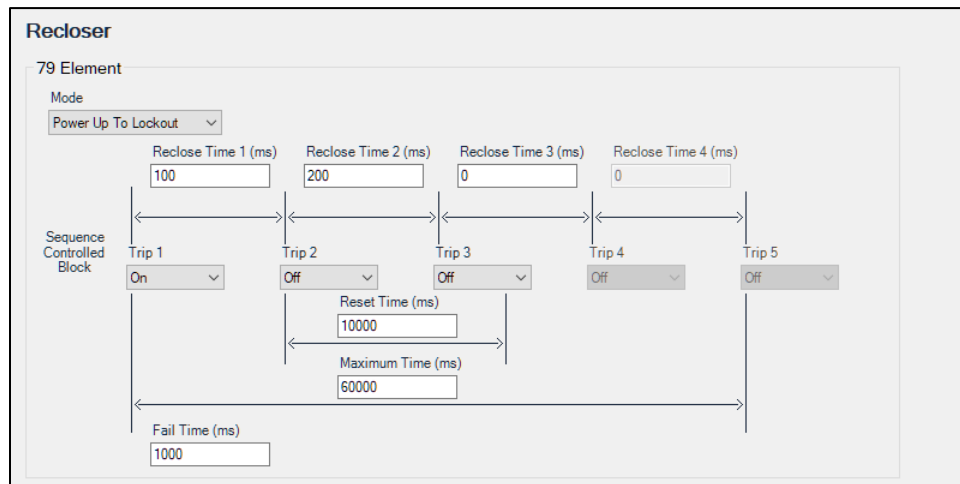 Recloser
79 Element
Mode
Power Up To Lockout
Reclose Time 1 (ms) Reclose Time 2 (ms) Reclose Time 3 (ms) Reclose Time 4 (ms)
100 200 0 0
Sequence
Controlled
Block
Trip 1 Trip 2 Trip 3 Trip 4 Trip 5
On Off Off Off Off
Reset Time (ms)
10000
Maximum Time (ms)
60000
Fail Time (ms)
1000